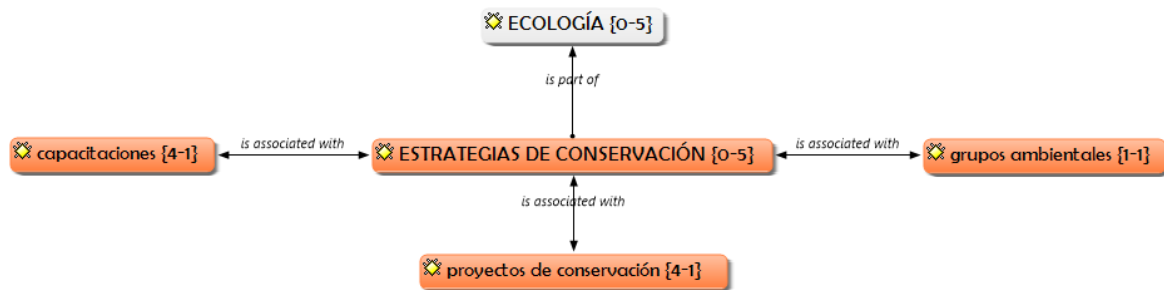 ECOLOGÍA {0-5}
is part of
is associated with
is associated with
capacitaciones {4-1}
ESTRATEGIAS DE CONSERVACIÓN {0-5}
grupos ambientales {1-1}
is associated with
proyectos de conservación {4-1}